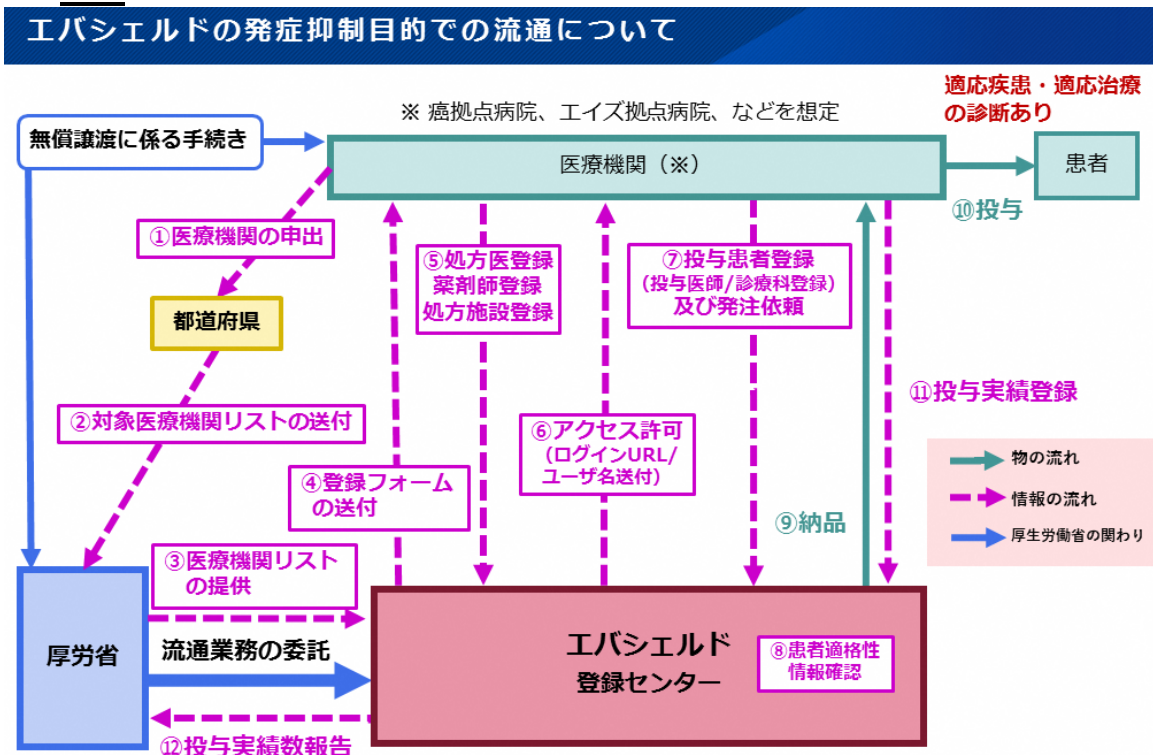 エバシェルドの発症抑制目的での流通について
適応疾患・適応治療
の診断あり
※ 癌拠点病院、エイズ拠点病院、などを想定
無償譲渡に係る手続き
医療機関（※）
患者
⑩投与
①医療機関の申出
⑤処方医登録
薬剤師登録
処方施設登録
⑦投与患者登録
(投与医師/診療科登録)
及び発注依頼
都道府県
②対象医療機関リストの送付
⑥アクセス許可
(ログインURL/
ユーザ名送付)
⑪投与実績登録
④登録フォーム
の送付
⑨納品
物の流れ
情報の流れ
厚生労働省の関わり
③医療機関リスト
の提供
厚労省
流通業務の委託
エバシェルド
登録センター
⑧患者適格性
情報確認
⑫投与実績数報告